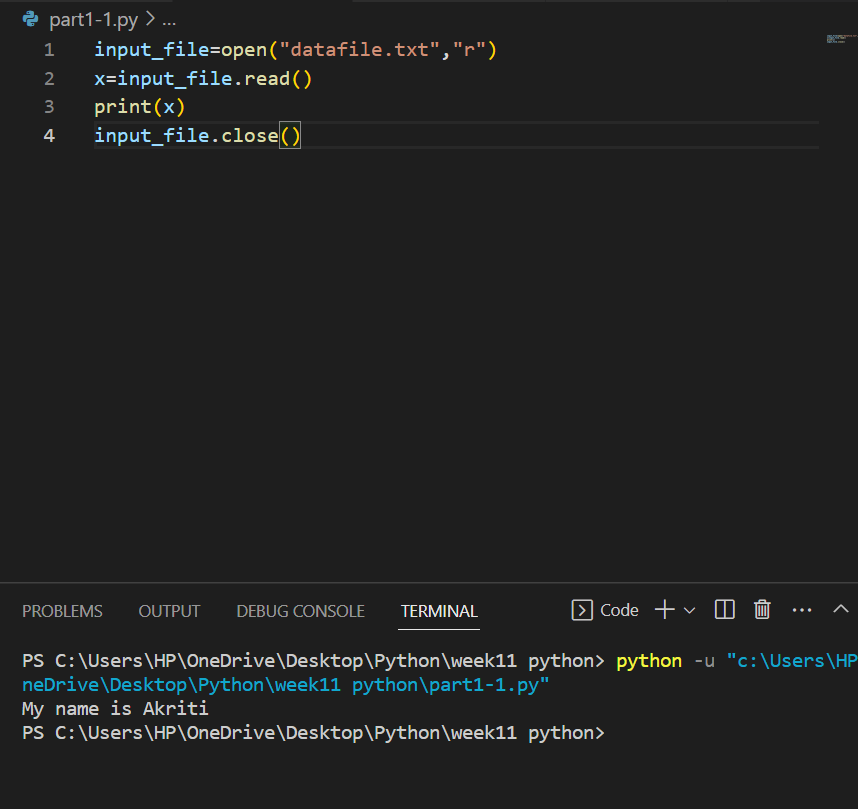 part1-1.py > ...
1 input_file=open("datafile.txt","r")
2 x=input_file.read()
3 print(x)
4 input_file.close()
PROBLEMS OUTPUT DEBUG CONSOLE TERMINAL Code
PS C:\Users\HP\OneDrive\Desktop\Python\week11 python> python -u "c:\Users\HP
neDrive\Desktop\Python\week11 python\part1-1.py"
My name is Akriti
PS C:\Users\HP\OneDrive\Desktop\Python\week11 python>